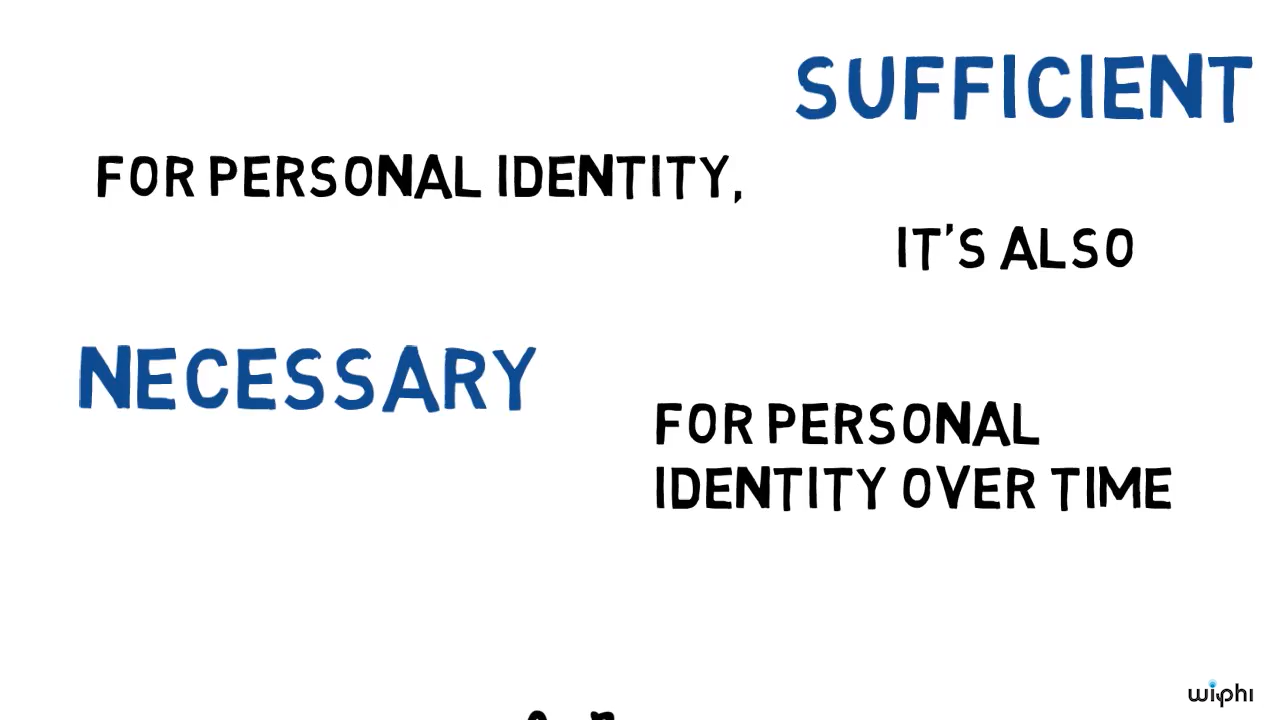 SUFFICIENT
FOR PERSONAL IDENTITY,
IT'S ALSO
NECESSARY
FOR PERSONAL
IDENTITY OVER TIME
wiphi